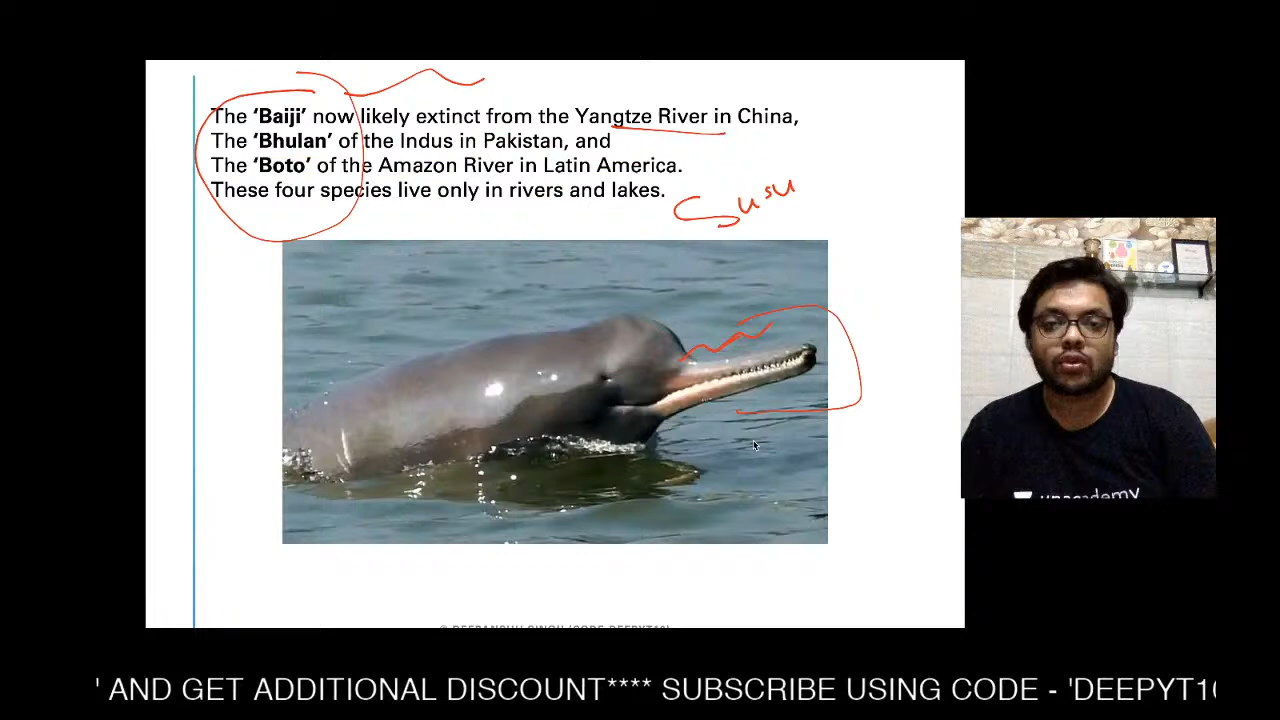 The ‘Baiji’ now likely extinct from the Yangtze River in China,
The ‘Bhulan’ of the Indus in Pakistan, and
The ‘Boto’ of the Amazon River in Latin America.
These four species live only in rivers and lakes.
Susu
unacademy
' AND GET ADDITIONAL DISCOUNT**** SUBSCRIBE USING CODE - 'DEEPYT1